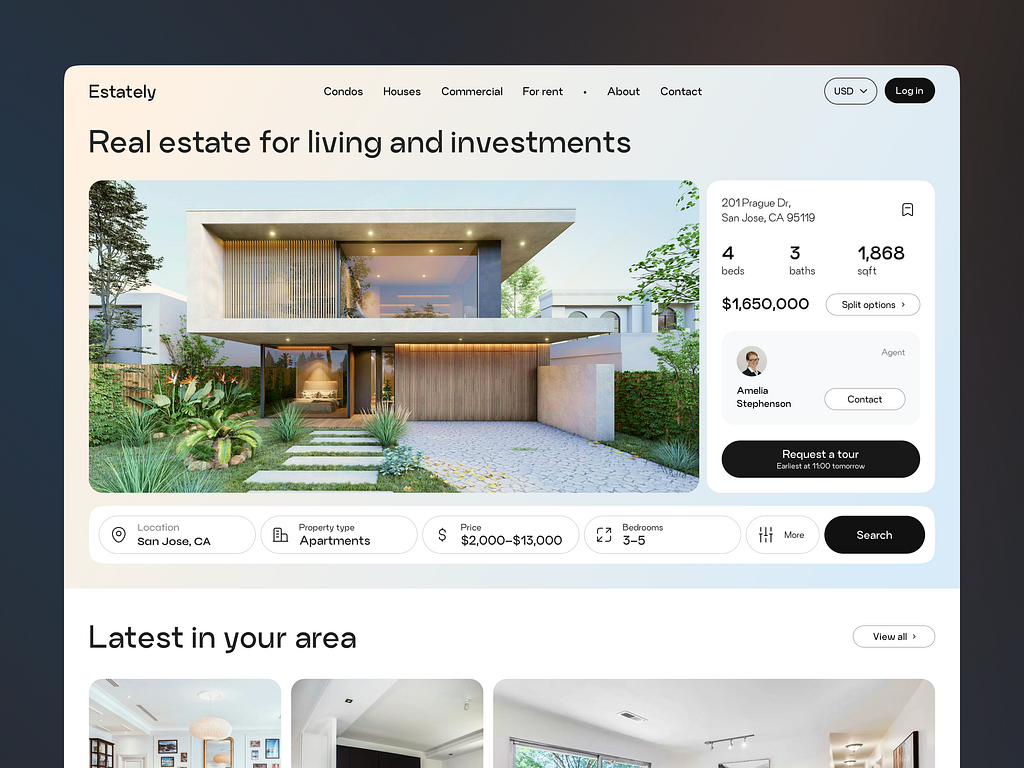 Estately
Condos Houses Commercial For rent • About Contact
USD
Log in
Real estate for living and investments
201 Prague Dr,
San Jose, CA 95119
4 3 1,868
beds baths sqft
$1,650,000
Split options ›
Agent
Amelia
Stephenson
Contact
Request a tour
Earliest at 11:00 tomorrow
Location
San Jose, CA
Property type
Apartments
Price
$2,000–$13,000
Bedrooms
3–5
More
Search
Latest in your area
View all ›